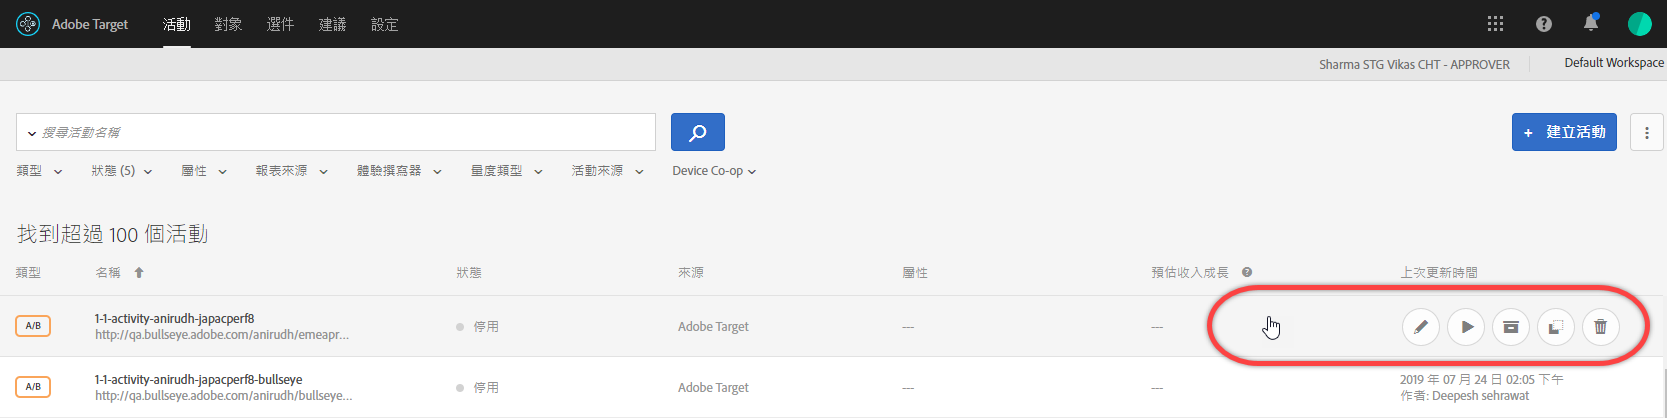 Adobe Target 活動 對象 選件 建議 設定
Sharma STG Vikas CHT - APPROVER Default Workspace
搜尋活動名稱
+ 建立活動
類型 狀態 (5) 屬性 報表來源 體驗撰寫器 量度類型 活動來源 Device Co-op
找到超過 100 個活動
類型 名稱 狀態 來源 屬性 預估收入成長 上次更新時間
A/B 1-1-activity-anirudh-japacperf8 停用 Adobe Target --- ---
http://qa.bullseye.adobe.com/anirudh/emeapr...
A/B 1-1-activity-anirudh-japacperf8-bullseye 停用 Adobe Target --- --- 2019 年 07 月 24 日 02:05 下午
http://qa.bullseye.adobe.com/anirudh/bullseye... 作者: Deepesh sehrawat